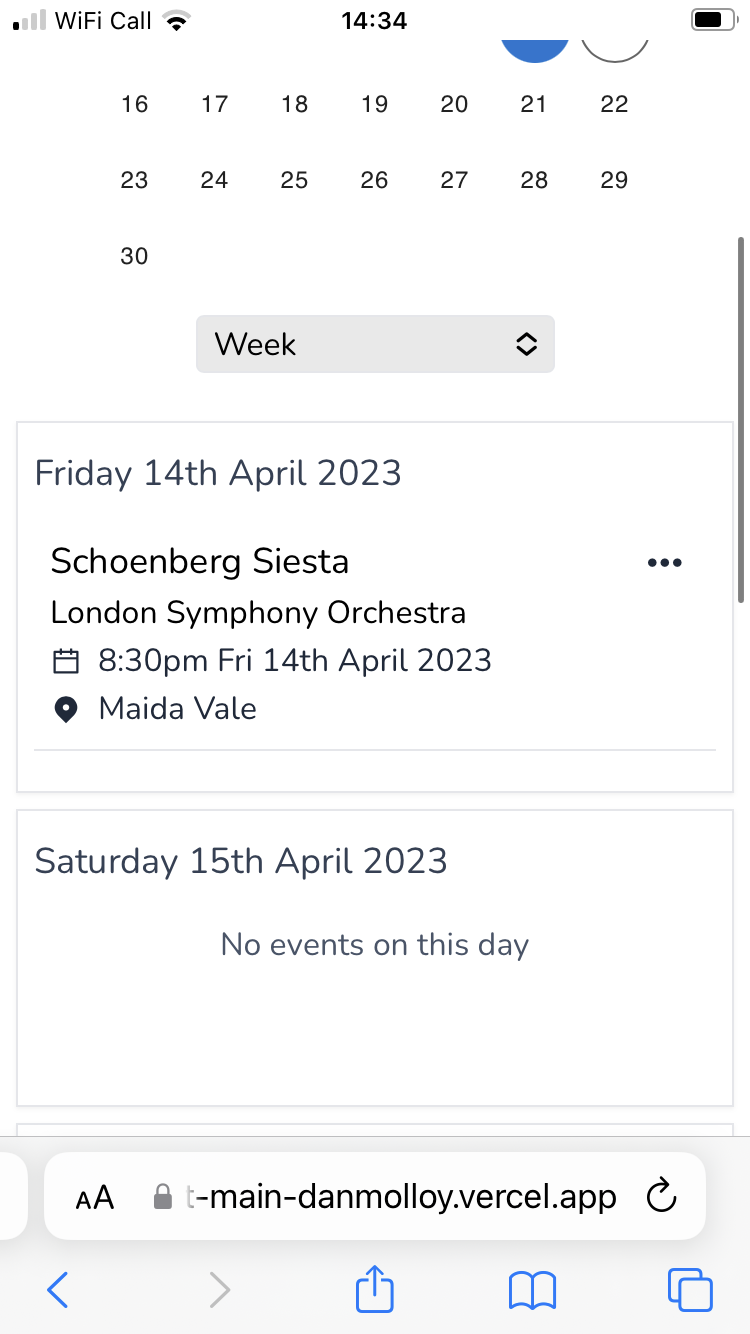 WiFi Call 14:34
16 17 18 19 20 21 22
23 24 25 26 27 28 29
30
Week
Friday 14th April 2023
Schoenberg Siesta
London Symphony Orchestra
8:30pm Fri 14th April 2023
Maida Vale
Saturday 15th April 2023
No events on this day
AA t-main-danmolloy.vercel.app